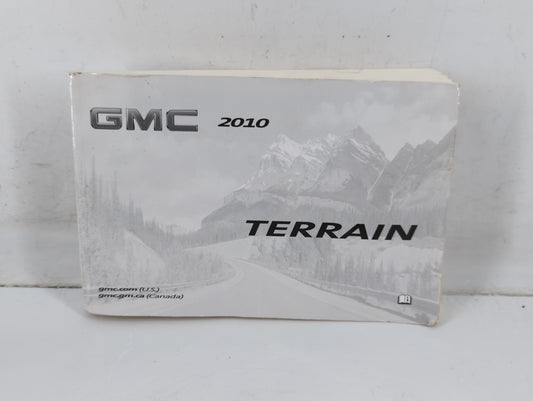 GMC 2010
TERRAIN
gmc.com (U.S.)
gmc.gm.ca (Canada)